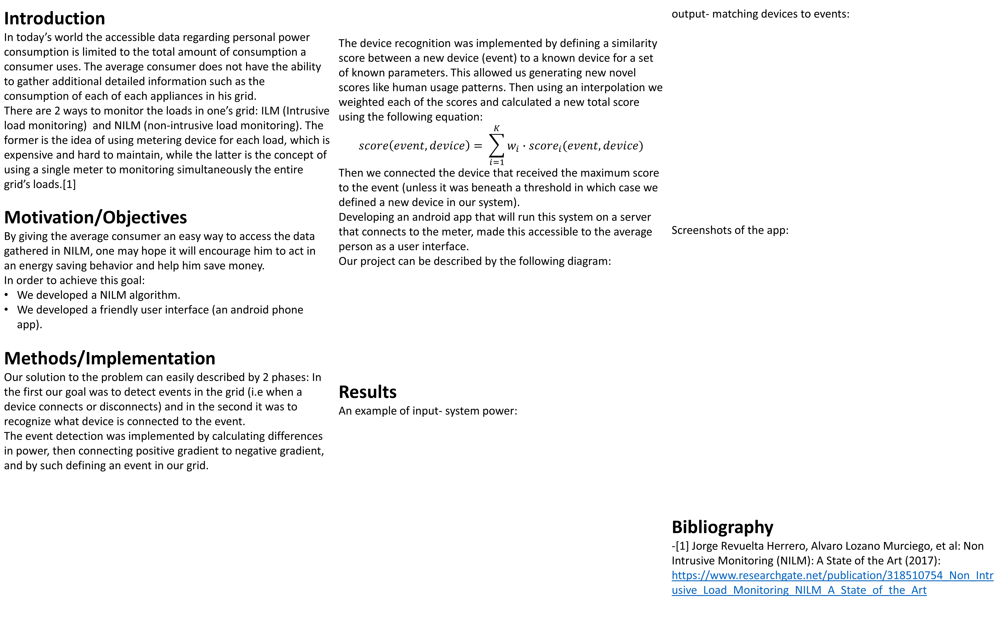 Introduction
In today’s world the accessible data regarding personal power
consumption is limited to the total amount of consumption a
consumer uses. The average consumer does not have the ability
to gather additional detailed information such as the
consumption of each of each appliances in his grid.
There are 2 ways to monitor the loads in one’s grid: ILM (Intrusive
load monitoring)  and NILM (non-intrusive load monitoring). The
former is the idea of using metering device for each load, which is
expensive and hard to maintain, while the latter is the concept of
using a single meter to monitoring simultaneously the entire
grid’s loads.[1]
Motivation/Objectives
By giving the average consumer an easy way to access the data
gathered in NILM, one may hope it will encourage him to act in
an energy saving behavior and help him save money.
In order to achieve this goal:
• We developed a NILM algorithm.
• We developed a friendly user interface (an android phone
app).
Methods/Implementation
Our solution to the problem can easily described by 2 phases: In
the first our goal was to detect events in the grid (i.e when a
device connects or disconnects) and in the second it was to
recognize what device is connected to the event.
The event detection was implemented by calculating differences
in power, then connecting positive gradient to negative gradient,
and by such defining an event in our grid.
The device recognition was implemented by defining a similarity
score between a new device (event) to a known device for a set
of known parameters. This allowed us generating new novel
scores like human usage patterns. Then using an interpolation we
weighted each of the scores and calculated a new total score
using the following equation:
score(event, device) = ∑_{i=1}^{K} w_i · score_i(event, device)
Then we connected the device that received the maximum score
to the event (unless it was beneath a threshold in which case we
defined a new device in our system).
Developing an android app that will run this system on a server
that connects to the meter, made this accessible to the average
person as a user interface.
Our project can be described by the following diagram:
Results
An example of input- system power:
output- matching devices to events:
Screenshots of the app:
Bibliography
-[1] Jorge Revuelta Herrero, Alvaro Lozano Murciego, et al: Non
Intrusive Monitoring (NILM): A State of the Art (2017):
https://www.researchgate.net/publication/318510754_Non_Intr
usive_Load_Monitoring_NILM_A_State_of_the_Art